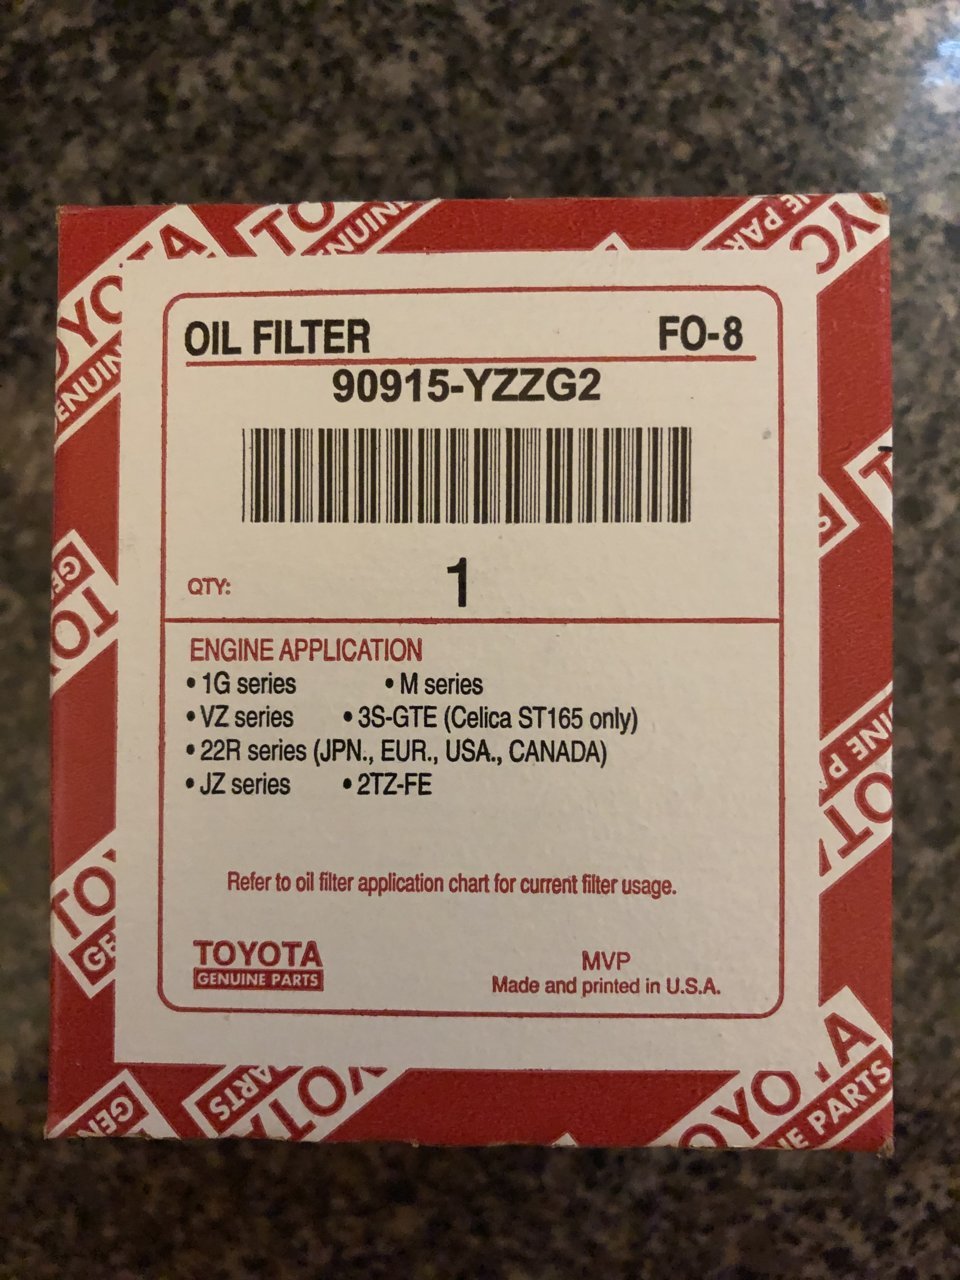 OIL FILTER FO-8
90915-YZZG2
QTY: 1
ENGINE APPLICATION
• 1G series • M series
• VZ series • 3S-GTE (Celica ST165 only)
• 22R series (JPN., EUR., USA., CANADA)
• JZ series • 2TZ-FE
Refer to oil filter application chart for current filter usage.
TOYOTA
GENUINE PARTS
MVP
Made and printed in U.S.A.